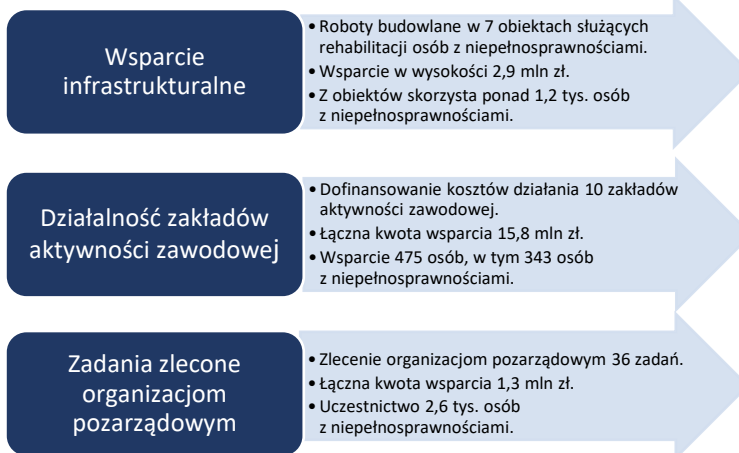 Wsparcie
infrastrukturalne
• Roboty budowlane w 7 obiektach służących
rehabilitacji osób z niepełnosprawnościami.
• Wsparcie w wysokości 2,9 mln zł.
• Z obiektów skorzysta ponad 1,2 tys. osób
z niepełnosprawnościami.
Działalność zakładów
aktywności zawodowej
• Dofinansowanie kosztów działania 10 zakładów
aktywności zawodowej.
• Łączna kwota wsparcia 15,8 mln zł.
• Wsparcie 475 osób, w tym 343 osób
z niepełnosprawnościami.
Zadania zlecone
organizacjom
pozarządowym
• Zlecenie organizacjom pozarządowym 36 zadań.
• Łączna kwota wsparcia 1,3 mln zł.
• Uczestnictwo 2,6 tys. osób
z niepełnosprawnościami.